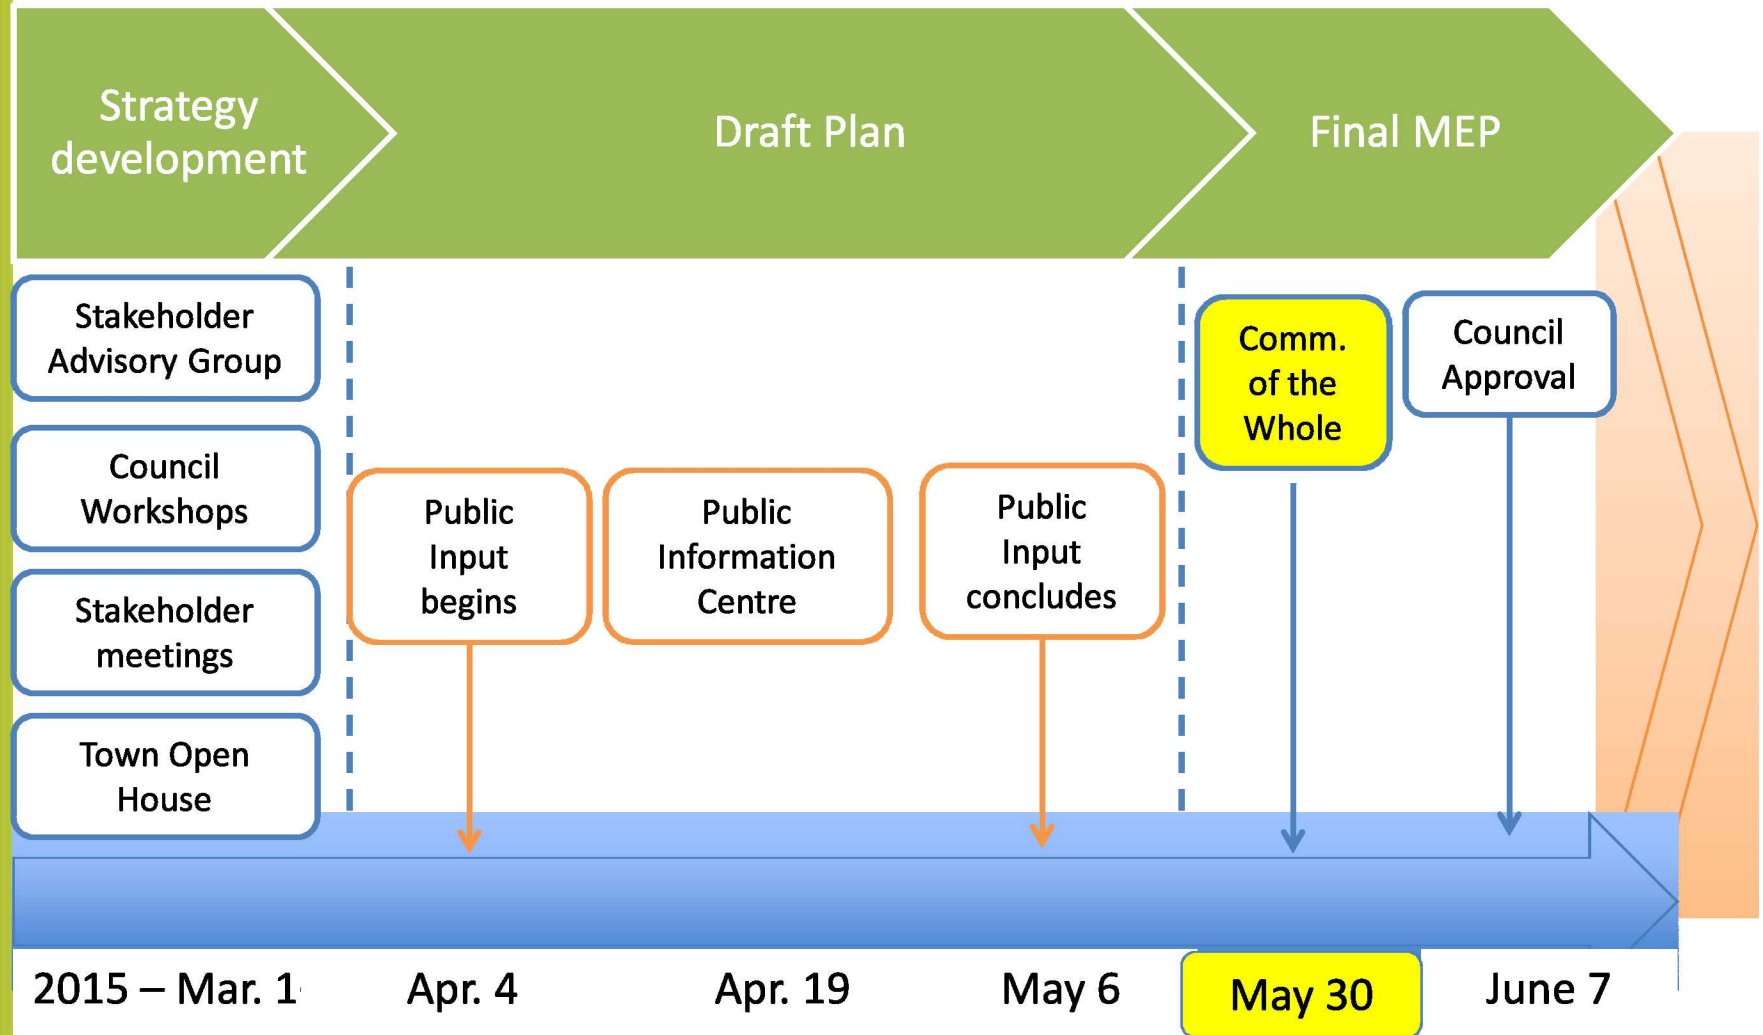 Strategy
development
Draft Plan
Final MEP
Stakeholder
Advisory Group
Council
Workshops
Stakeholder
meetings
Town Open
House
Public
Input
begins
Public
Information
Centre
Public
Input
concludes
Comm.
of the
Whole
Council
Approval
2015 – Mar. 1
Apr. 4
Apr. 19
May 6
May 30
June 7